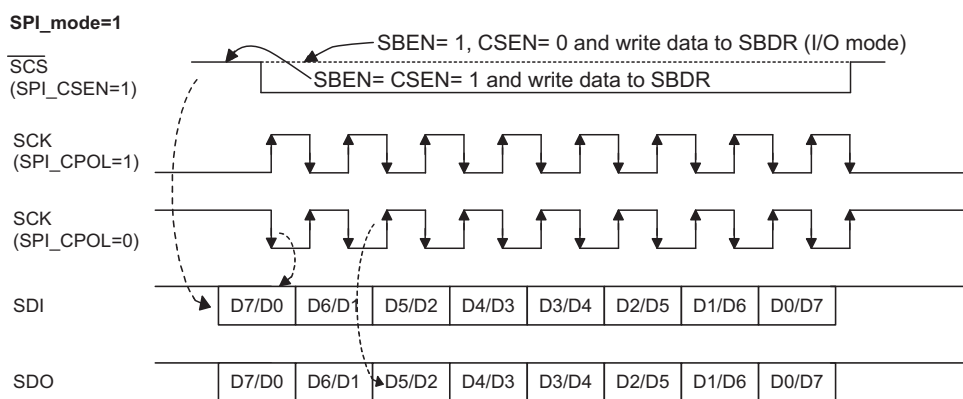 SPI_mode=1
SBEN= 1, CSEN= 0 and write data to SBDR (I/O mode)
SCS
(SPI_CSEN=1)
SBEN= CSEN= 1 and write data to SBDR
SCK
(SPI_CPOL=1)
SCK
(SPI_CPOL=0)
SDI D7/D0 D6/D1 D5/D2 D4/D3 D3/D4 D2/D5 D1/D6 D0/D7
SDO D7/D0 D6/D1 D5/D2 D4/D3 D3/D4 D2/D5 D1/D6 D0/D7